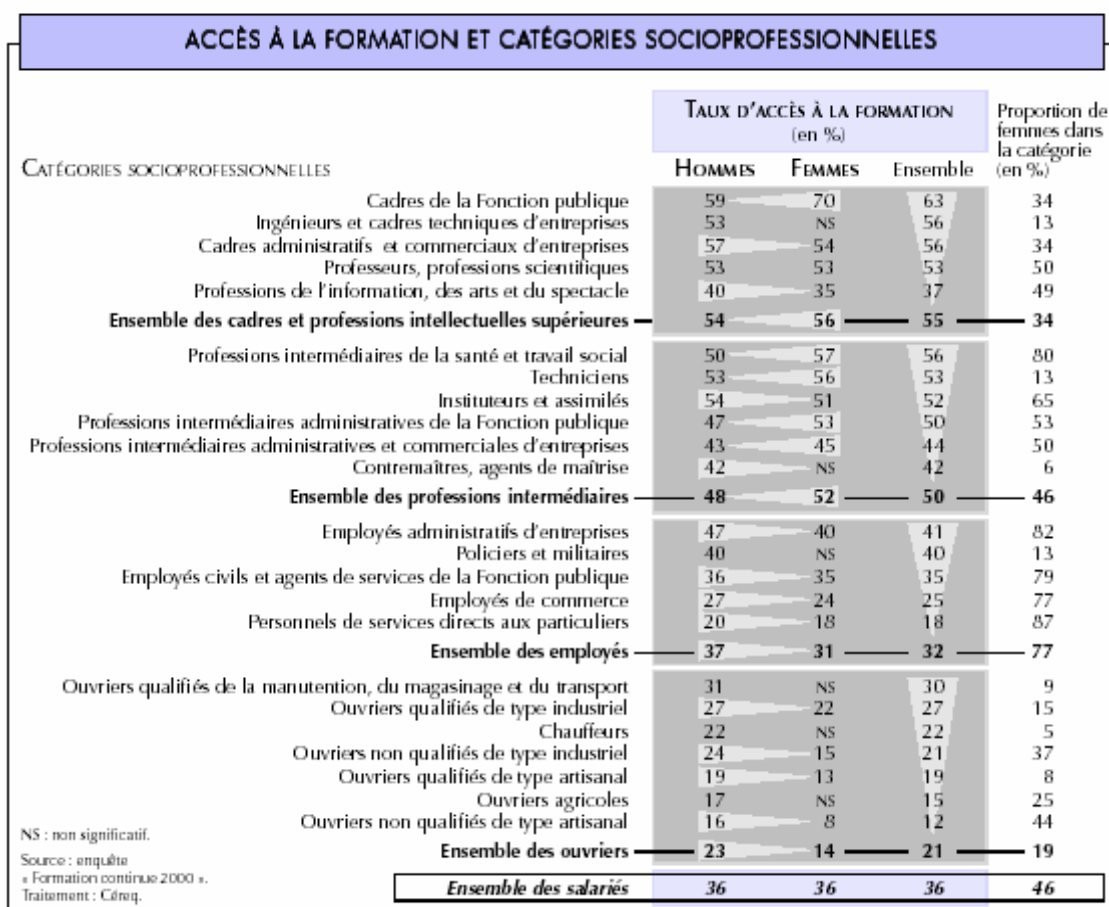 ACCÈS À LA FORMATION ET CATÉGORIES SOCIOPROFESSIONNELLES
TAUX D'ACCÈS À LA FORMATION
(en %)
Proportion de
femmes dans
la catégorie
(en %)
CATÉGORIES SOCIOPROFESSIONNELLES HOMMES FEMMES Ensemble
Cadres de la Fonction publique 59 70 63 34
Ingénieurs et cadres techniques d'entreprises 53 NS 56 13
Cadres administratifs et commerciaux d'entreprises 57 54 56 34
Professeurs, professions scientifiques 53 53 53 50
Professions de l'information, des arts et du spectacle 40 35 37 49
Ensemble des cadres et professions intellectuelles supérieures 54 56 55 34
Professions intermédiaires de la santé et travail social 50 57 56 80
Techniciens 53 56 53 13
Instituteurs et assimilés 54 51 52 65
Professions intermédiaires administratives de la Fonction publique 47 53 50 53
Professions intermédiaires administratives et commerciales d'entreprises 43 45 44 50
Contremaîtres, agents de maîtrise 42 NS 42 6
Ensemble des professions intermédiaires 48 52 50 46
Employés administratifs d'entreprises 47 40 41 82
Policiers et militaires 40 NS 40 13
Employés civils et agents de services de la Fonction publique 36 35 35 79
Employés de commerce 27 24 25 77
Personnels de services directs aux particuliers 20 18 18 87
Ensemble des employés 37 31 32 77
Ouvriers qualifiés de la manutention, du magasinage et du transport 31 NS 30 9
Ouvriers qualifiés de type industriel 27 22 27 15
Chauffeurs 22 NS 22 5
Ouvriers non qualifiés de type industriel 24 15 21 37
Ouvriers qualifiés de type artisanal 19 13 19 8
Ouvriers agricoles 17 NS 15 25
Ouvriers non qualifiés de type artisanal 16 8 12 44
Ensemble des ouvriers 23 14 21 19
Ensemble des salariés 36 36 36 46
NS : non significatif.
Source : enquête
« Formation continue 2000 ».
Traitement : Céreq.